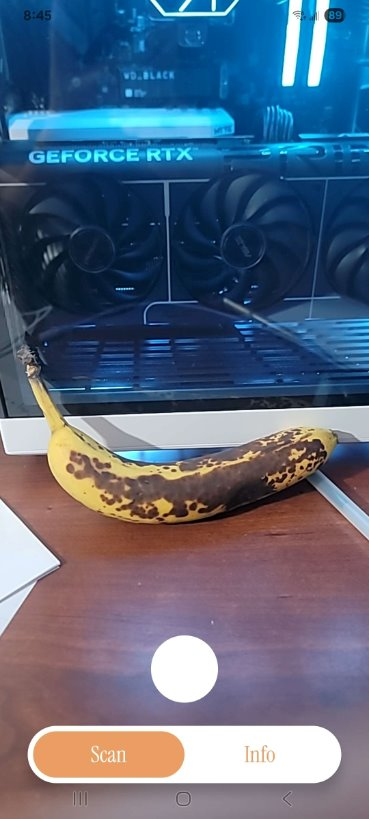 8:45
89
WD_BLACK
GEFORCE RTX
Scan
Info